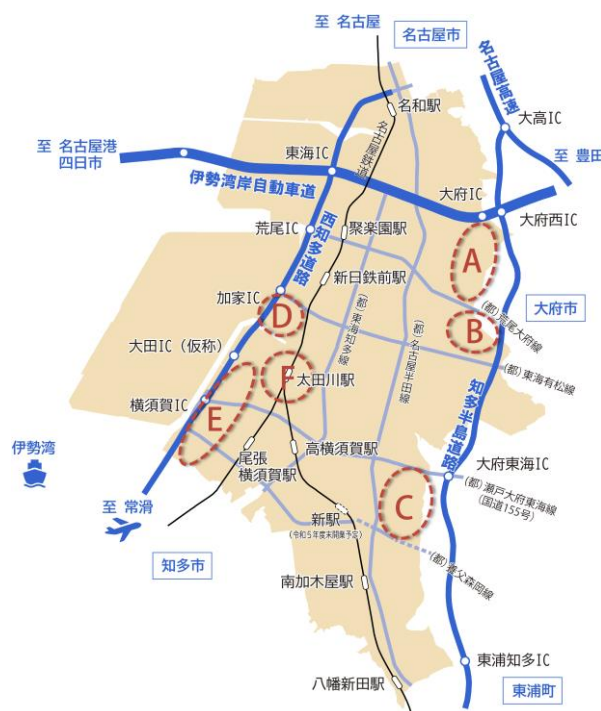 至 名古屋
名古屋市
名古屋高速
名和駅
大高IC
至 豊田
至 名古屋港
四日市
東海IC
名古屋鉄道
伊勢湾岸自動車道
大府IC
大府西IC
荒尾IC
西知多道路
聚楽園駅
A
加家IC
新日鉄前駅
(都)東海知多線
(都)名古屋半田線
(都)荒尾大府線
大府市
D
B
大田IC(仮称)
F
太田川駅
(都)東海有松線
横須賀IC
E
知多半島道路
伊勢湾
尾張
横須賀駅
高横須賀駅
大府東海IC
(都)瀬戸大府東海線
(国道155号)
至 常滑
C
新駅
(令和5年度末開業予定)
(都)養父森岡線
知多市
南加木屋駅
東浦知多IC
八幡新田駅
東浦町